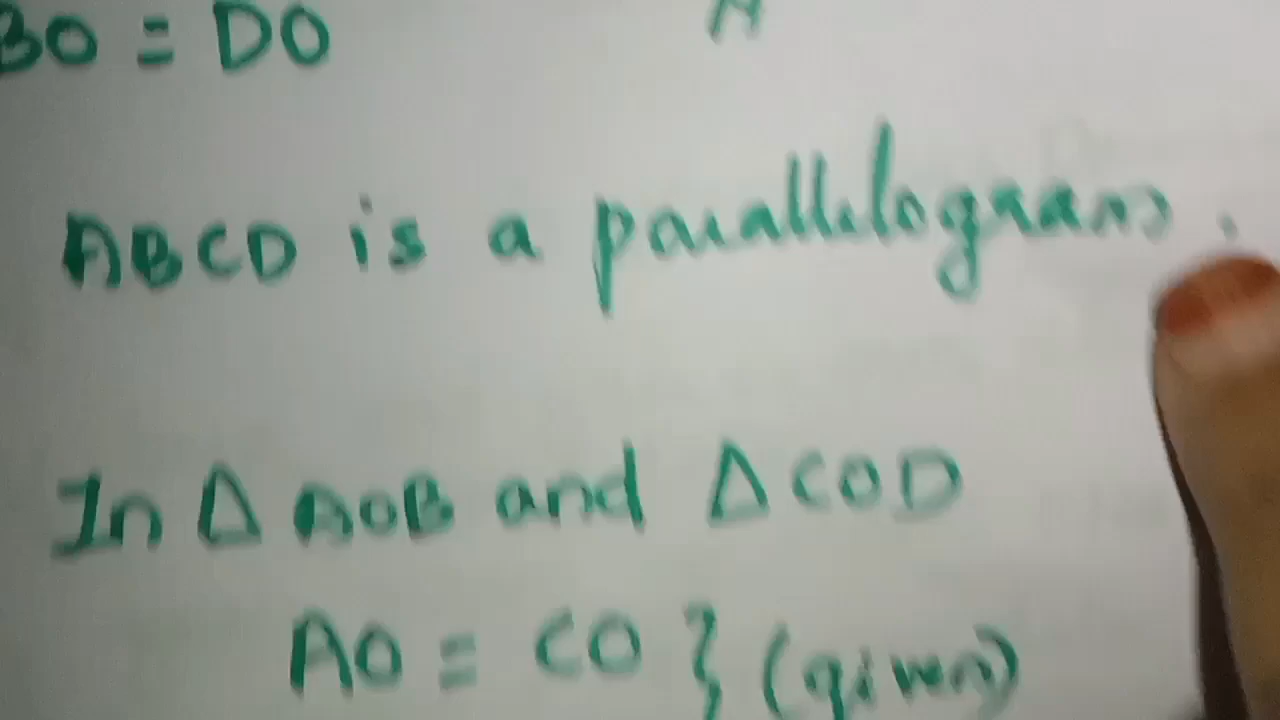 BO = DO
ABCD is a parallelogram.
In Δ AOB and Δ COD
AO = CO } (given)